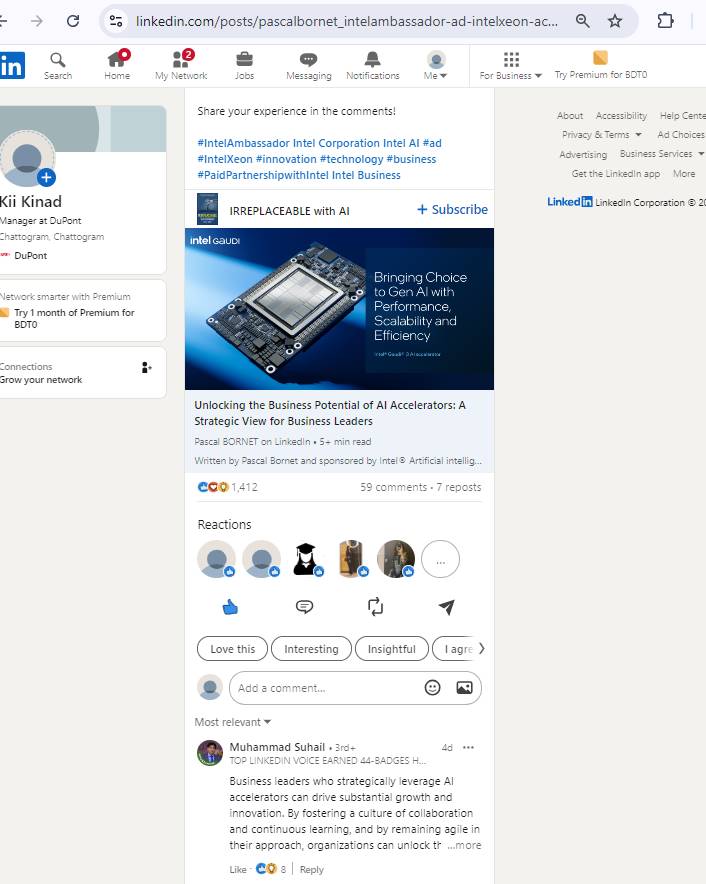 linkedin.com/posts/pascalbornet_intelambassador-ad-intelxeon-ac...
in
2
Search
Home
My Network
Jobs
Messaging
Notifications
Me
For Business
Try Premium for BDT0
Kii Kinad
Manager at DuPont
Chattogram, Chattogram
DuPont
Network smarter with Premium
Try 1 month of Premium for
BDT0
Connections
Grow your network
Share your experience in the comments!
#IntelAmbassador Intel Corporation Intel AI #ad
#IntelXeon #innovation #technology #business
#PaidPartnershipwithIntel Intel Business
IRREPLACEABLE with AI
+ Subscribe
intel GAUDI
Bringing Choice
to Gen AI with
Performance,
Scalability and
Efficiency
Intel® Gaudi® 3 AI accelerator
Unlocking the Business Potential of AI Accelerators: A
Strategic View for Business Leaders
Pascal BORNET on LinkedIn • 5+ min read
Written by Pascal Bornet and sponsored by Intel® Artificial intellig...
1,412
59 comments • 7 reposts
Reactions
...
Love this
Interesting
Insightful
I agre
Add a comment...
Most relevant
Muhammad Suhail • 3rd+
4d
TOP LINKEDIN VOICE EARNED 44-BADGES H...
Business leaders who strategically leverage AI
accelerators can drive substantial growth and
innovation. By fostering a culture of collaboration
and continuous learning, and by remaining agile in
their approach, organizations can unlock th ...more
Like · 8 | Reply
About
Accessibility
Help Cente
Privacy & Terms
Ad Choices
Advertising
Business Services
Get the LinkedIn app
More
LinkedIn LinkedIn Corporation © 20